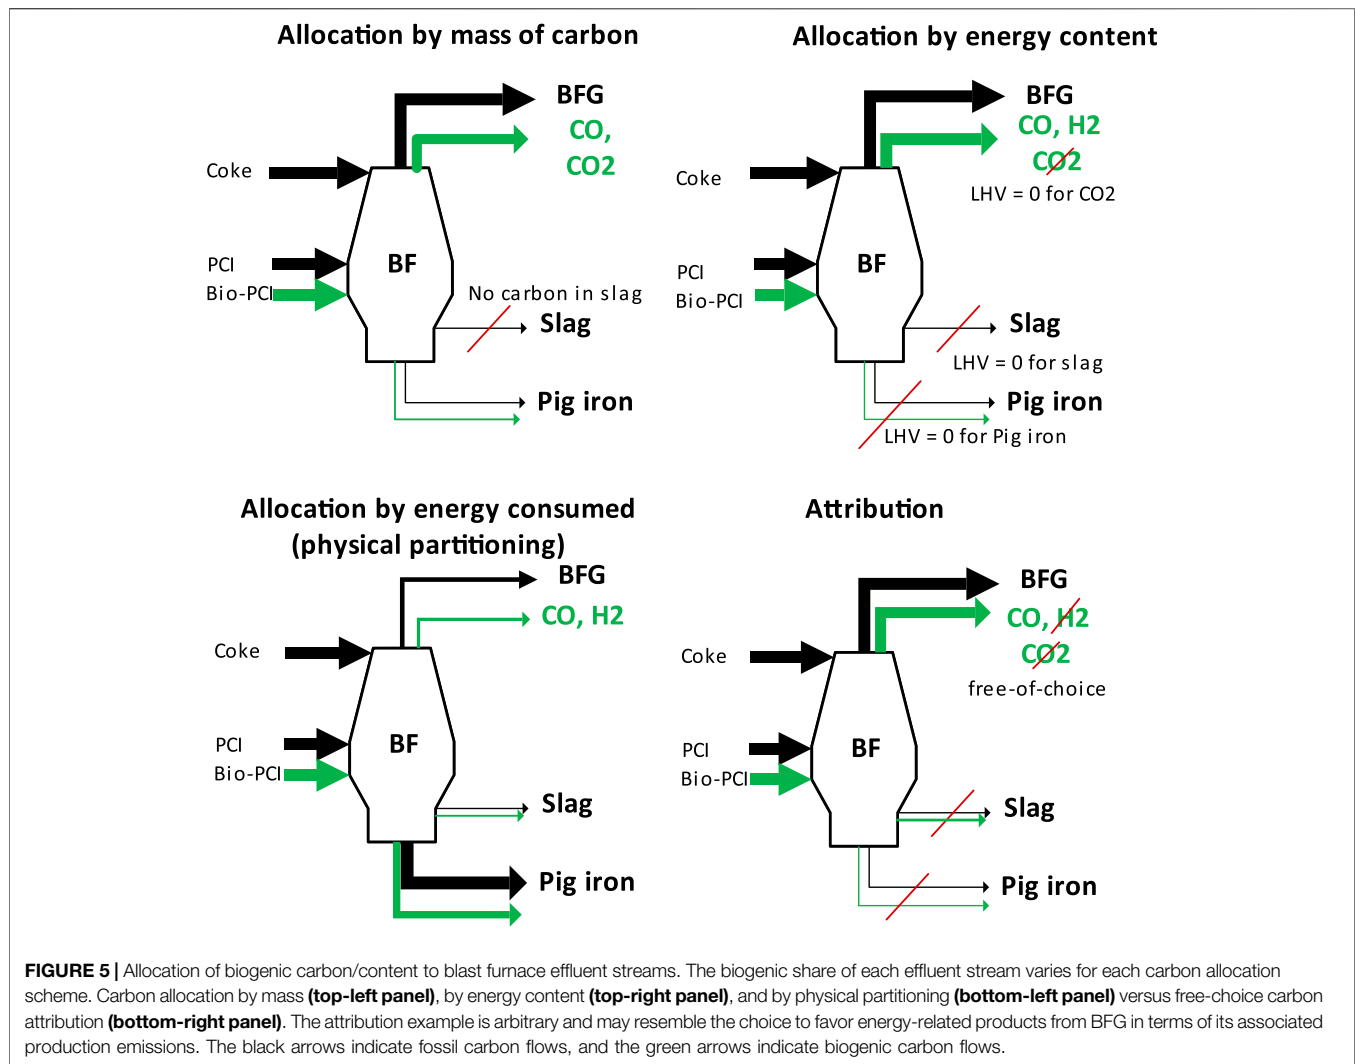 Allocation by mass of carbon
BFG
CO,
CO2
Coke
PCI
Bio-PCI
BF
No carbon in slag
Slag
Pig iron
Allocation by energy content
BFG
CO, H2
CO2
LHV = 0 for CO2
Coke
PCI
Bio-PCI
BF
Slag
LHV = 0 for slag
Pig iron
LHV = 0 for Pig iron
Allocation by energy consumed
(physical partitioning)
BFG
CO, H2
Coke
PCI
Bio-PCI
BF
Slag
Pig iron
Attribution
BFG
CO, H2
CO2
free-of-choice
Coke
PCI
Bio-PCI
BF
Slag
Pig iron
FIGURE 5 | Allocation of biogenic carbon/content to blast furnace effluent streams. The biogenic share of each effluent stream varies for each carbon allocation
scheme. Carbon allocation by mass (top-left panel), by energy content (top-right panel), and by physical partitioning (bottom-left panel) versus free-choice carbon
attribution (bottom-right panel). The attribution example is arbitrary and may resemble the choice to favor energy-related products from BFG in terms of its associated
production emissions. The black arrows indicate fossil carbon flows, and the green arrows indicate biogenic carbon flows.